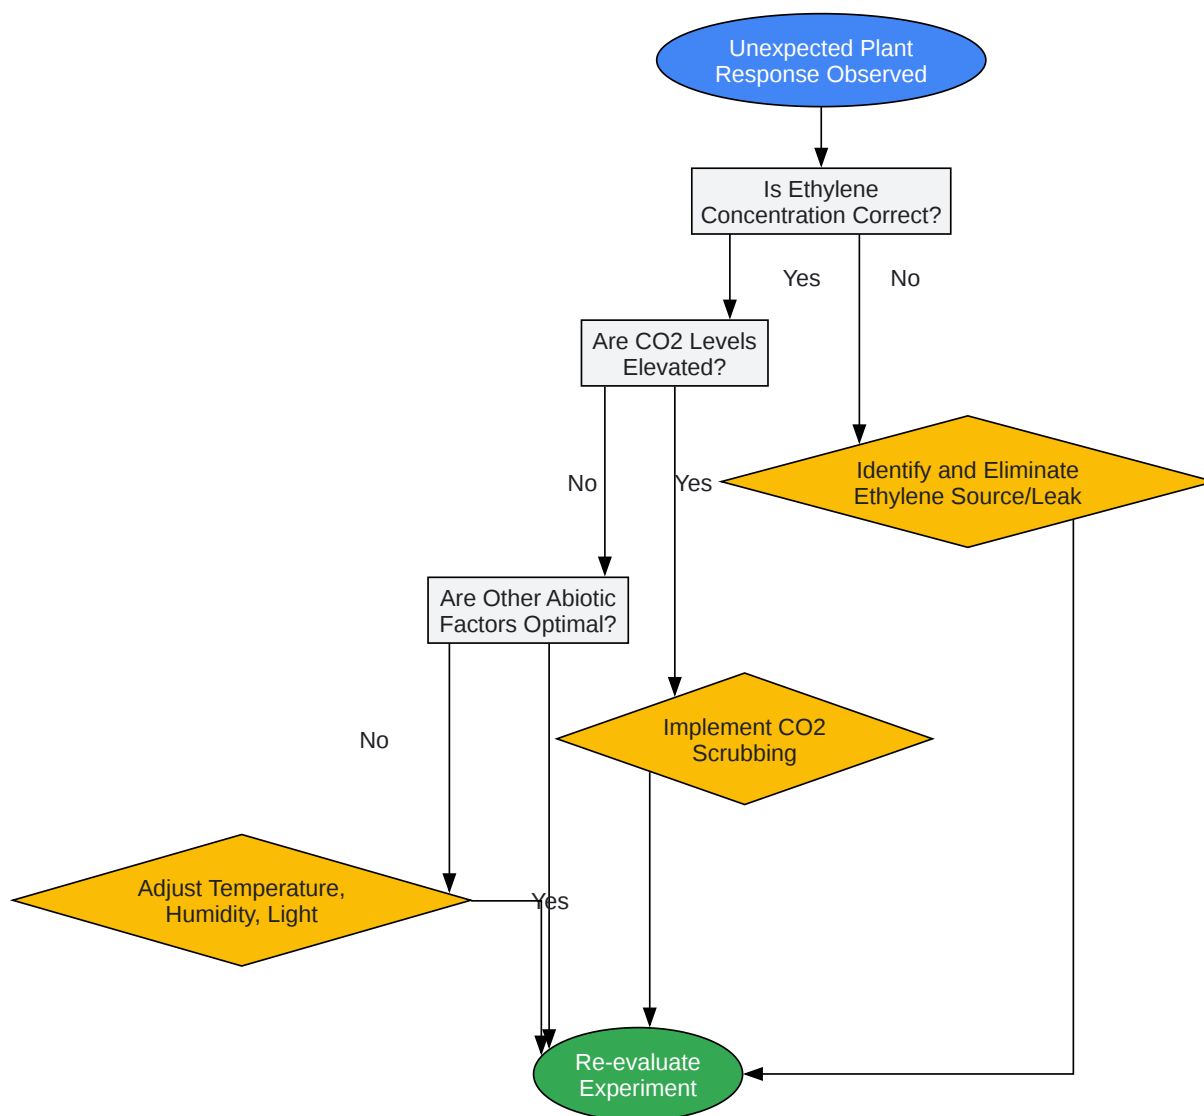 Unexpected Plant
Response Observed
Is Ethylene
Concentration Correct?
Yes
No
Are CO2 Levels
Elevated?
No
Yes
Identify and Eliminate
Ethylene Source/Leak
Are Other Abiotic
Factors Optimal?
No
Implement CO2
Scrubbing
Adjust Temperature,
Humidity, Light
Yes
Re-evaluate
Experiment